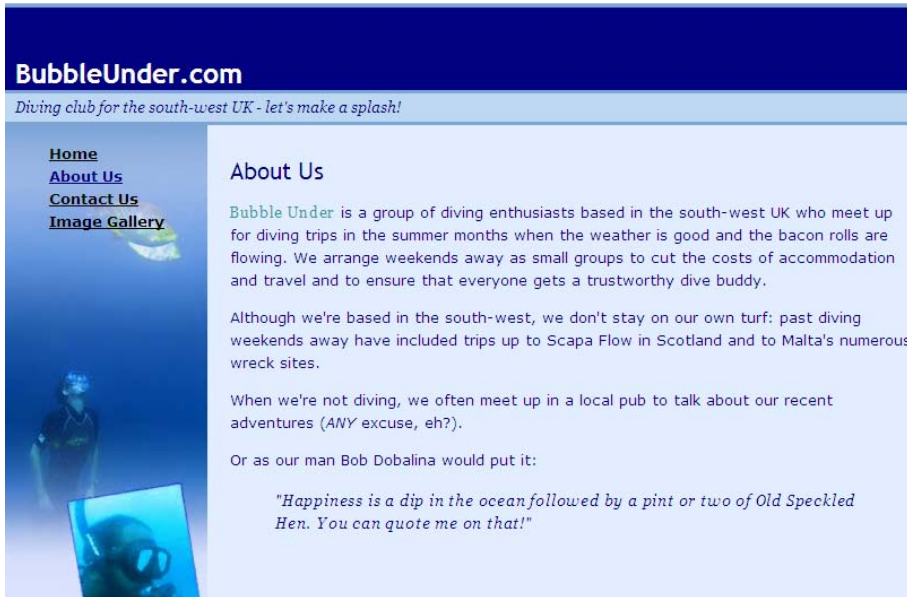 BubbleUnder.com
Diving club for the south-west UK - let's make a splash!
Home
About Us
Contact Us
Image Gallery
About Us
Bubble Under is a group of diving enthusiasts based in the south-west UK who meet up
for diving trips in the summer months when the weather is good and the bacon rolls are
flowing. We arrange weekends away as small groups to cut the costs of accommodation
and travel and to ensure that everyone gets a trustworthy dive buddy.
Although we're based in the south-west, we don't stay on our own turf: past diving
weekends away have included trips up to Scapa Flow in Scotland and to Malta's numerous
wreck sites.
When we're not diving, we often meet up in a local pub to talk about our recent
adventures (ANY excuse, eh?).
Or as our man Bob Dobalina would put it:
"Happiness is a dip in the ocean followed by a pint or two of Old Speckled
Hen. You can quote me on that!"